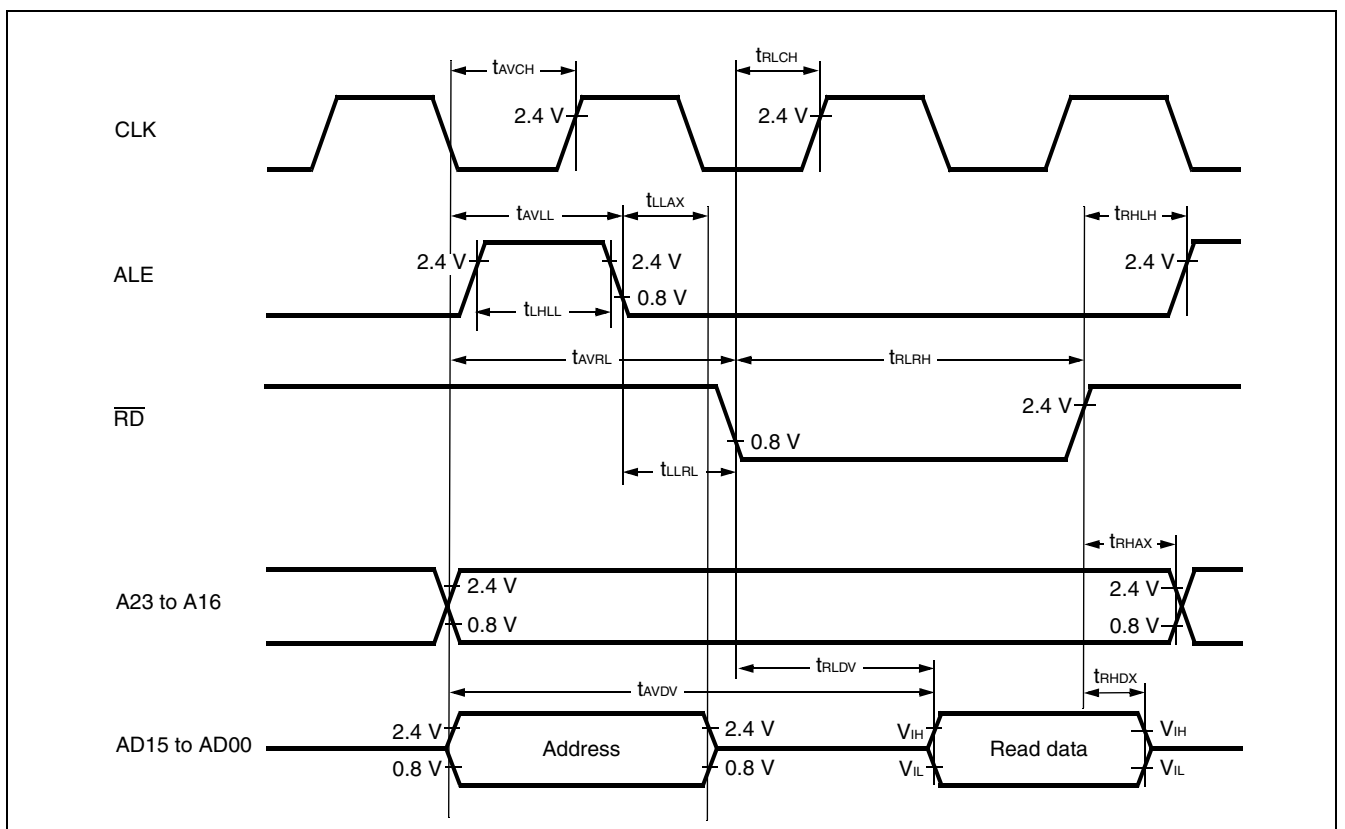 tRLCH
tAVCH
2.4 V
2.4 V
CLK
tLLAX
tAVLL
tRHLH
2.4 V
2.4 V
2.4 V
ALE
0.8 V
tLHLL
tAVRL
tRLRH
2.4 V
RD
0.8 V
tLLRL
tRHAX
2.4 V
2.4 V
A23 to A16
0.8 V
0.8 V
tRLDV
tRHDX
tAVDV
2.4 V
2.4 V
VIH
VIH
AD15 to AD00
Address
Read data
0.8 V
0.8 V
VIL
VIL